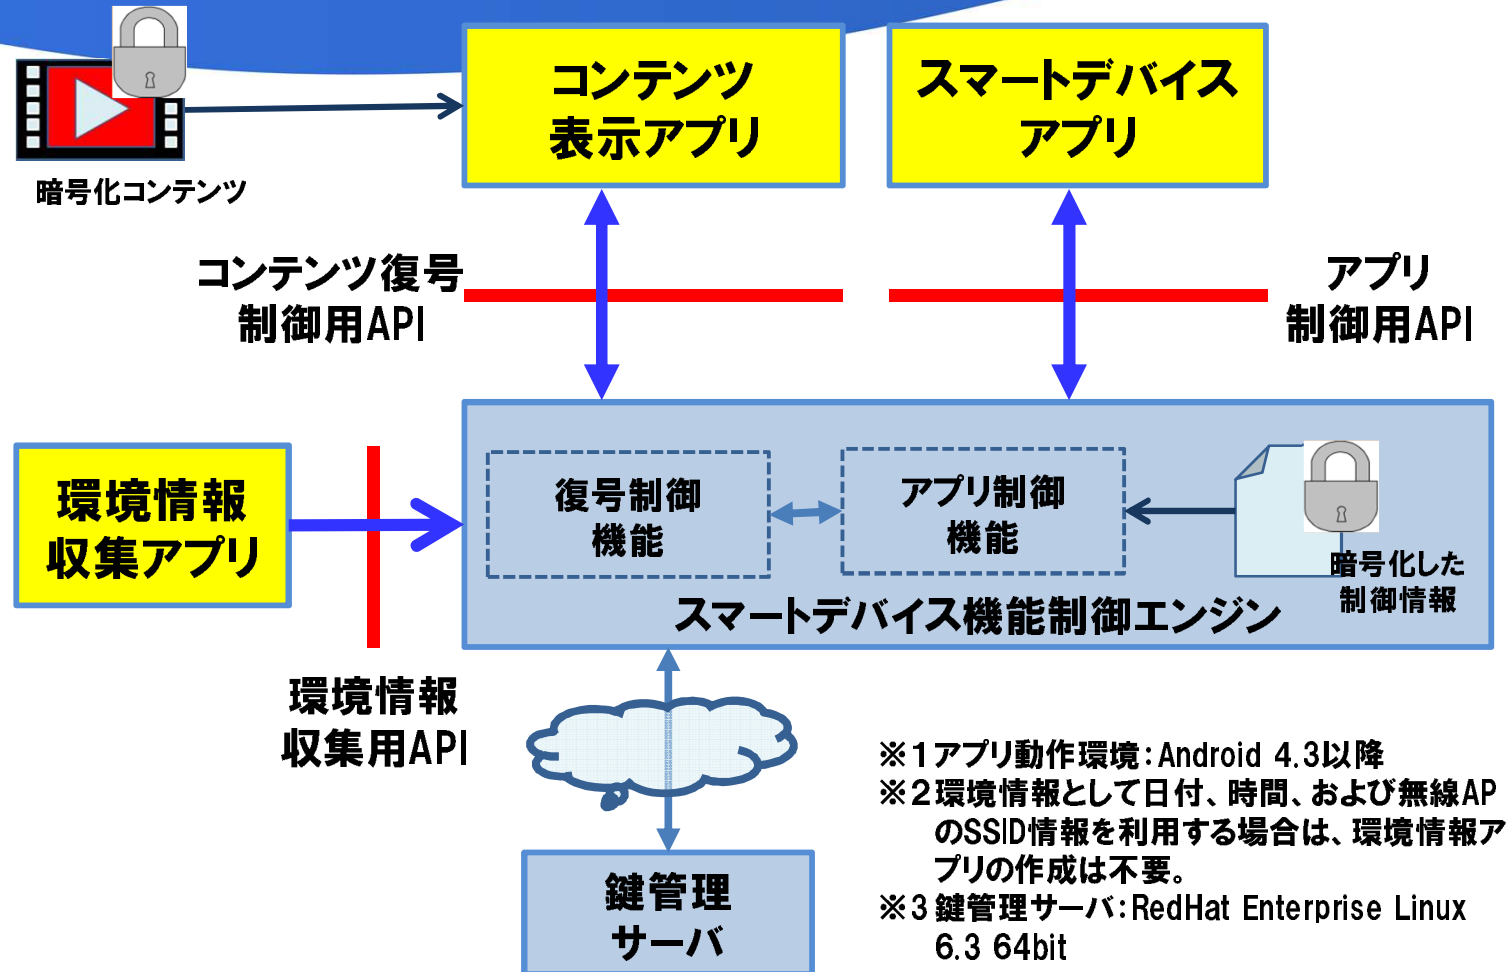 コンテンツ
表示アプリ
スマートデバイス
アプリ
暗号化コンテンツ
コンテンツ復号
制御用API
アプリ
制御用API
環境情報
収集アプリ
復号制御
機能
アプリ制御
機能
暗号化した
制御情報
スマートデバイス機能制御エンジン
環境情報
収集用API
鍵管理
サーバ
※1アプリ動作環境：Android 4.3以降
※2環境情報として日付、時間、および無線AP
のSSID情報を利用する場合は、環境情報ア
プリの作成は不要。
※3 鍵管理サーバ：RedHat Enterprise Linux
6.3 64bit